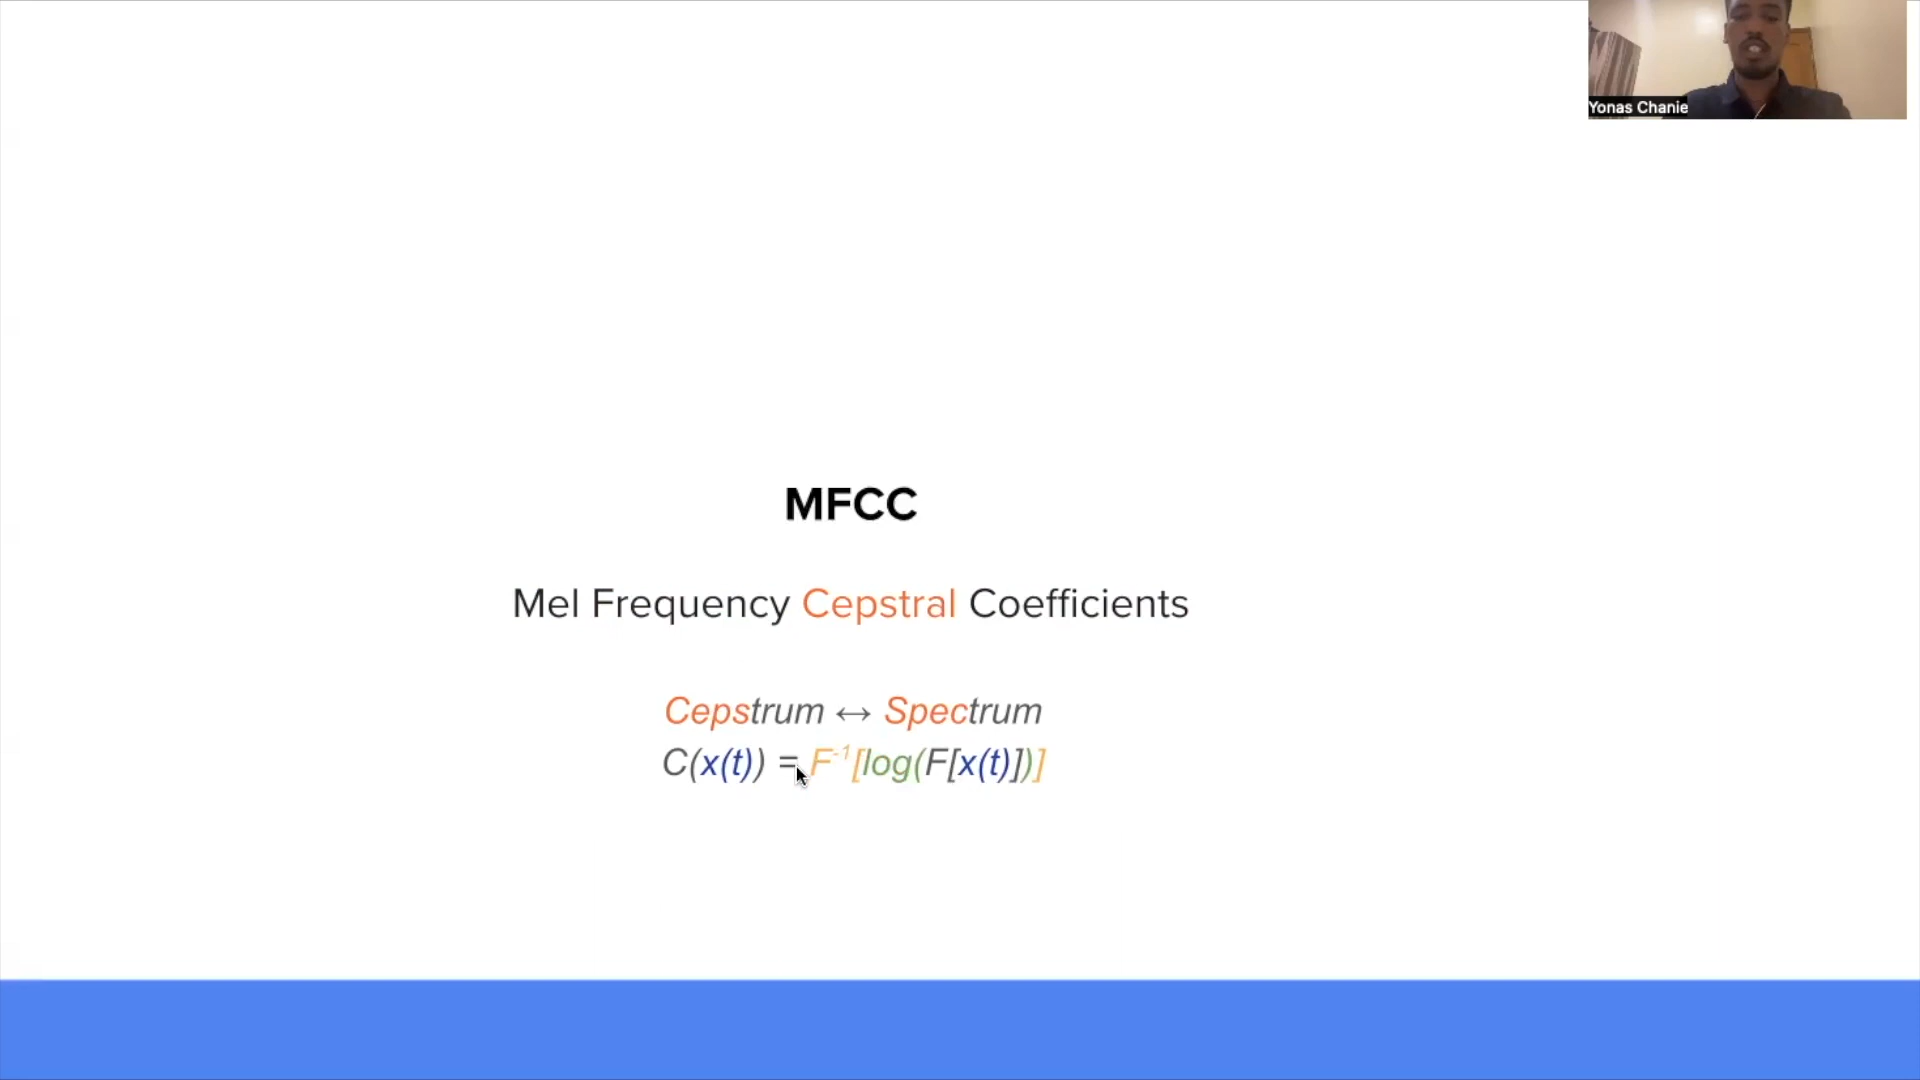 Yonas Chanie
MFCC
Mel Frequency Cepstral Coefficients
Cepstrum ↔ Spectrum
C(x(t)) = F⁻¹[log(F[x(t)])]